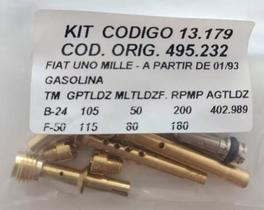 KIT CODIGO 13.179
COD. ORIG. 495.232
FIAT UNO MILLE - A PARTIR DE 01/93
GASOLINA
TM GPTLDZ MLTLDZF. RPMP AGTLDZ
B-24 105 50 200 402.989
F-50 115 80 180